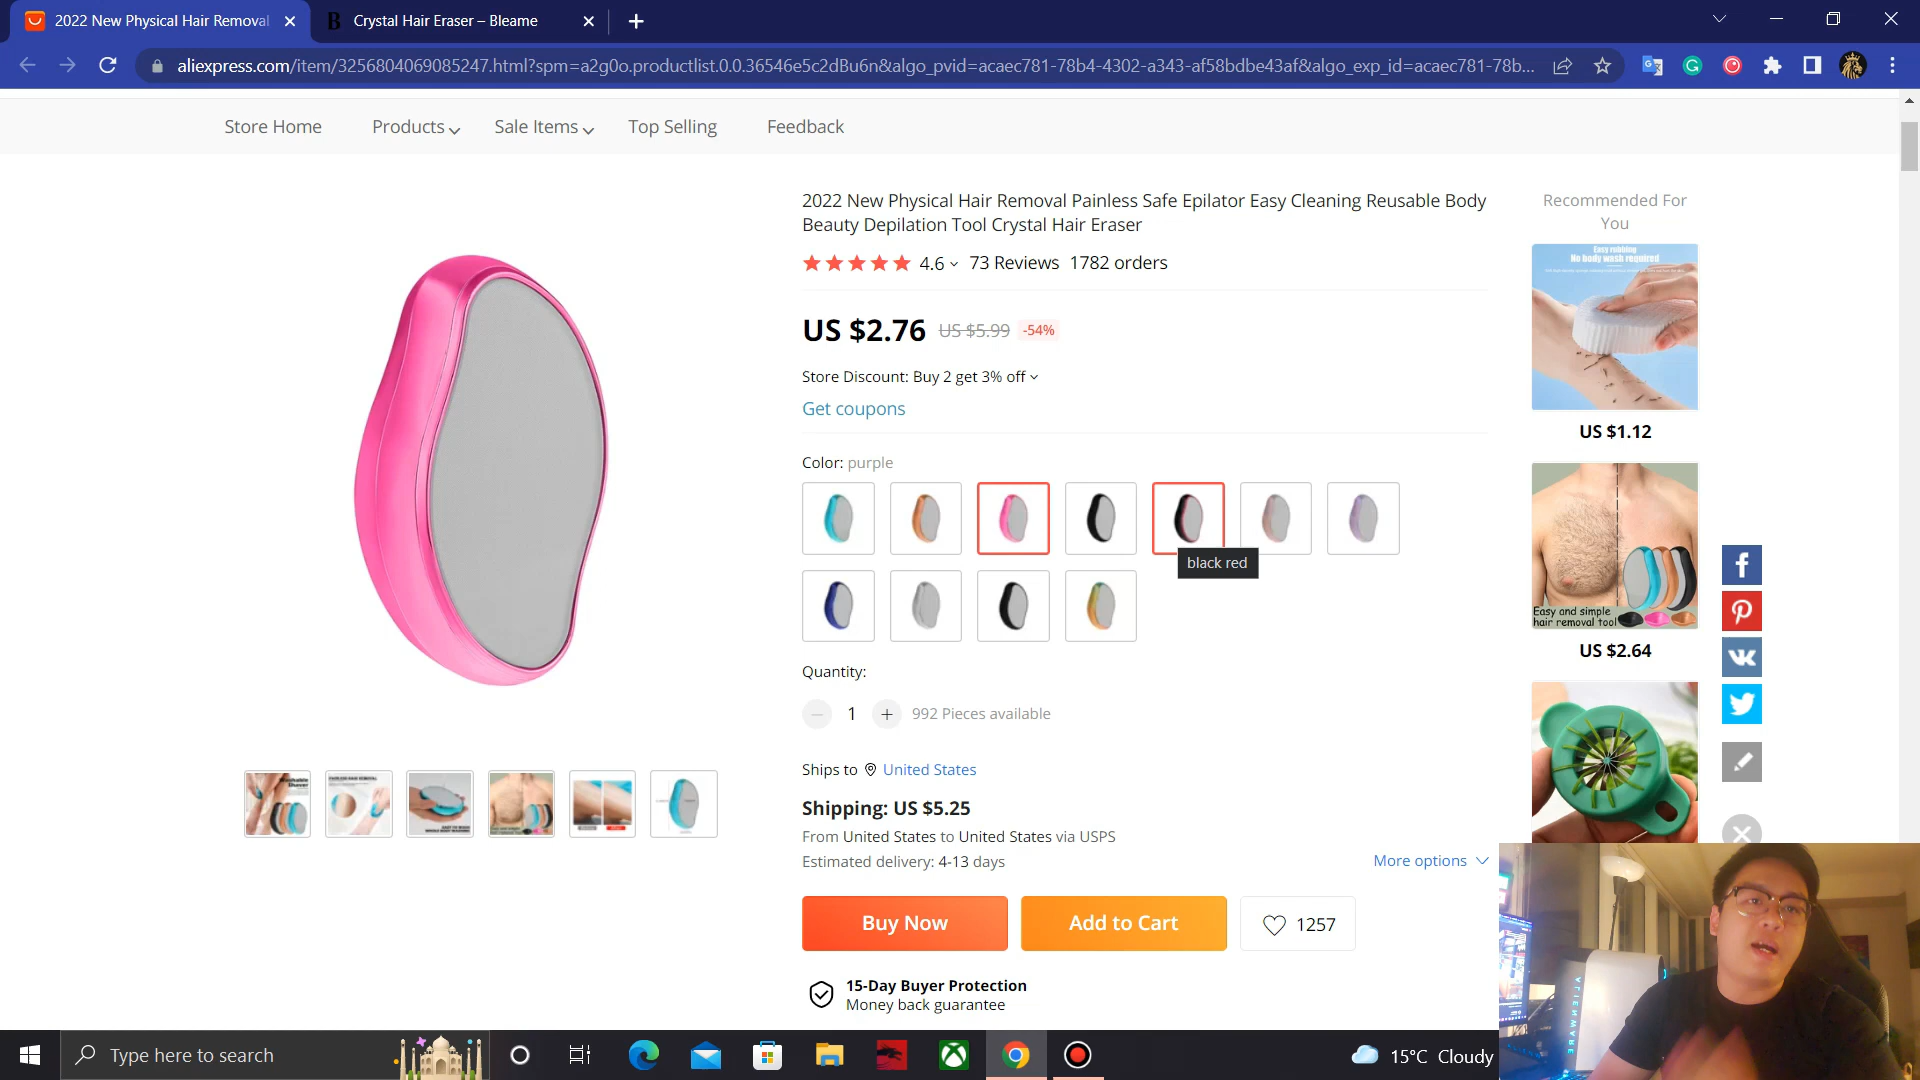 2022 New Physical Hair Removal
Crystal Hair Eraser – Bleame
aliexpress.com/item/3256804069085247.html?spm=a2g0o.productlist.0.0.36546e5c2dBu6n&algo_pvid=acaec781-78b4-4302-a343-af58bdbe43af&algo_exp_id=acaec781-78b...
Store Home Products Sale Items Top Selling Feedback
2022 New Physical Hair Removal Painless Safe Epilator Easy Cleaning Reusable Body
Beauty Depilation Tool Crystal Hair Eraser
4.6 73 Reviews 1782 orders
US $2.76 US $5.99 -54%
Store Discount: Buy 2 get 3% off
Get coupons
Color: purple
black red
Quantity:
1 992 Pieces available
Ships to United States
Shipping: US $5.25
From United States to United States via USPS
Estimated delivery: 4-13 days
More options
Buy Now Add to Cart 1257
15-Day Buyer Protection
Money back guarantee
Recommended For
You
Easy rubbing
No body wash required
US $1.12
Easy and simple
hair removal tool
US $2.64
ALIENWARE
Type here to search
15°C Cloudy